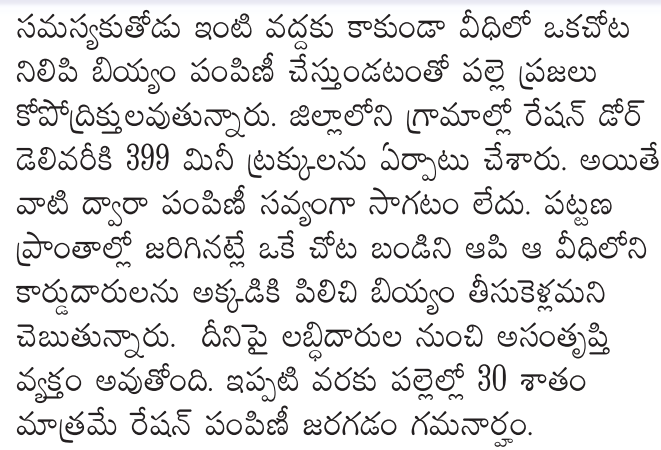 సమస్యకుతోడు ఇంటి వద్దకు కాకుండా వీధిలో ఒకచోట
నిలిపి బియ్యం పంపిణీ చేస్తుండటంతో పల్లె ప్రజలు
కోపోద్రిక్తులవుతున్నారు. జిల్లాలోని గ్రామాల్లో రేషన్ డోర్
డెలివరీకి 399 మినీ ట్రక్కులను ఏర్పాటు చేశారు. అయితే
వాటి ద్వారా పంపిణీ సవ్యంగా సాగటం లేదు. పట్టణ
ప్రాంతాల్లో జరిగినట్లే ఒకే చోట బండిని ఆపి ఆ వీధిలోని
కార్డుదారులను అక్కడికి పిలిచి బియ్యం తీసుకెళ్లమని
చెబుతున్నారు. దీనిపై లబ్ధిదారుల నుంచి అసంతృప్తి
వ్యక్తం అవుతోంది. ఇప్పటి వరకు పల్లెల్లో 30 శాతం
మాత్రమే రేషన్ పంపిణీ జరగడం గమనార్హం.